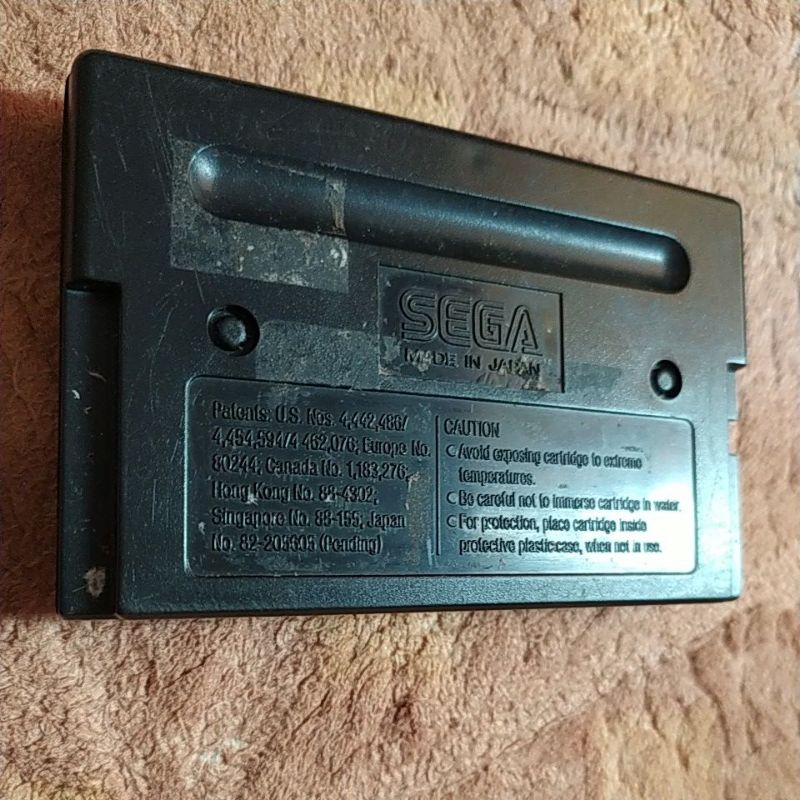 SEGA
MADE IN JAPAN
Patents: U.S. Nos. 4,442,486/
4,454,594/4,462,076; Europe No.
80244; Canada No. 1,183,276;
Hong Kong No. 88-4302;
Singapore No. 88-155; Japan
No. 82-205605 (Pending)
CAUTION
Avoid exposing cartridge to extreme
temperatures.
Be careful not to immerse cartridge in water.
For protection, place cartridge inside
protective plastic case, when not in use.